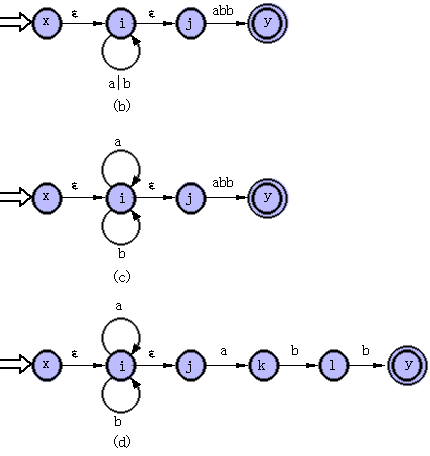 ε ε abb
x i j y
a|b
(b)
a
ε ε abb
x i j y
b
(c)
a
ε ε a b b
x i j k l y
b
(d)